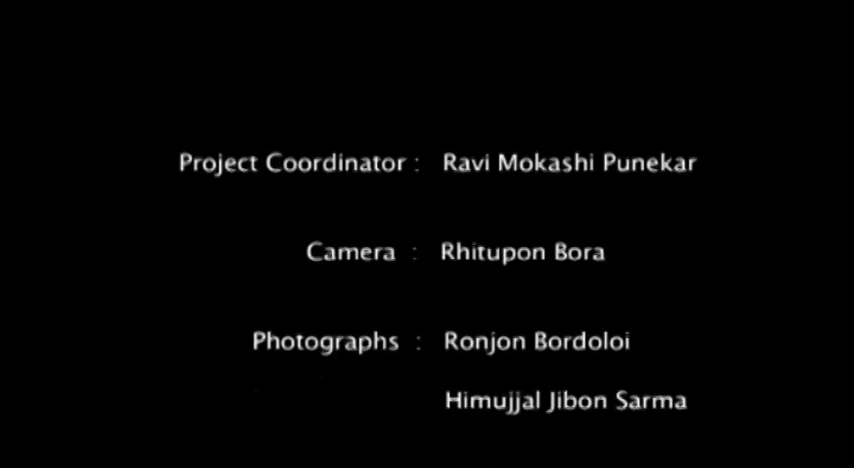 Project Coordinator : Ravi Mokashi Punekar
Camera : Rhitupon Bora
Photographs : Ronjon Bordoloi
Himujjal Jibon Sarma